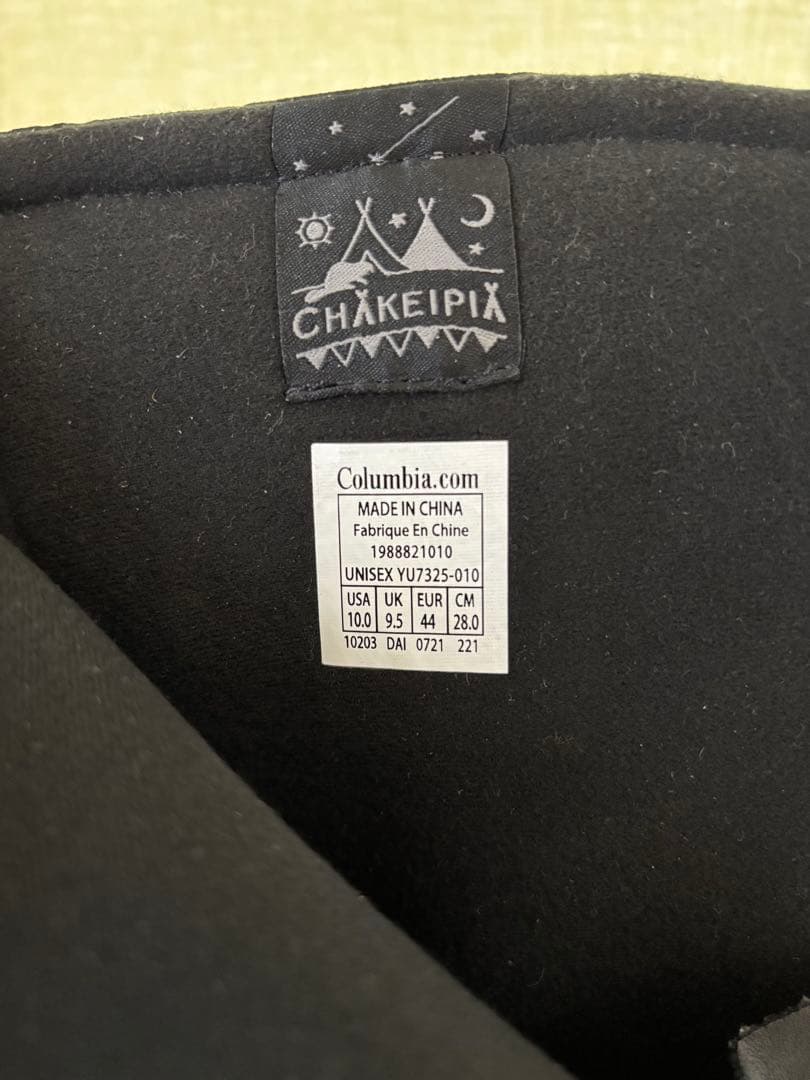 CHAKEIPIA
Columbia.com
MADE IN CHINA
Fabrique En Chine
1988821010
UNISEX YU7325-010
USA UK EUR CM
10.0 9.5 44 28.0
10203 DAI 0721 221